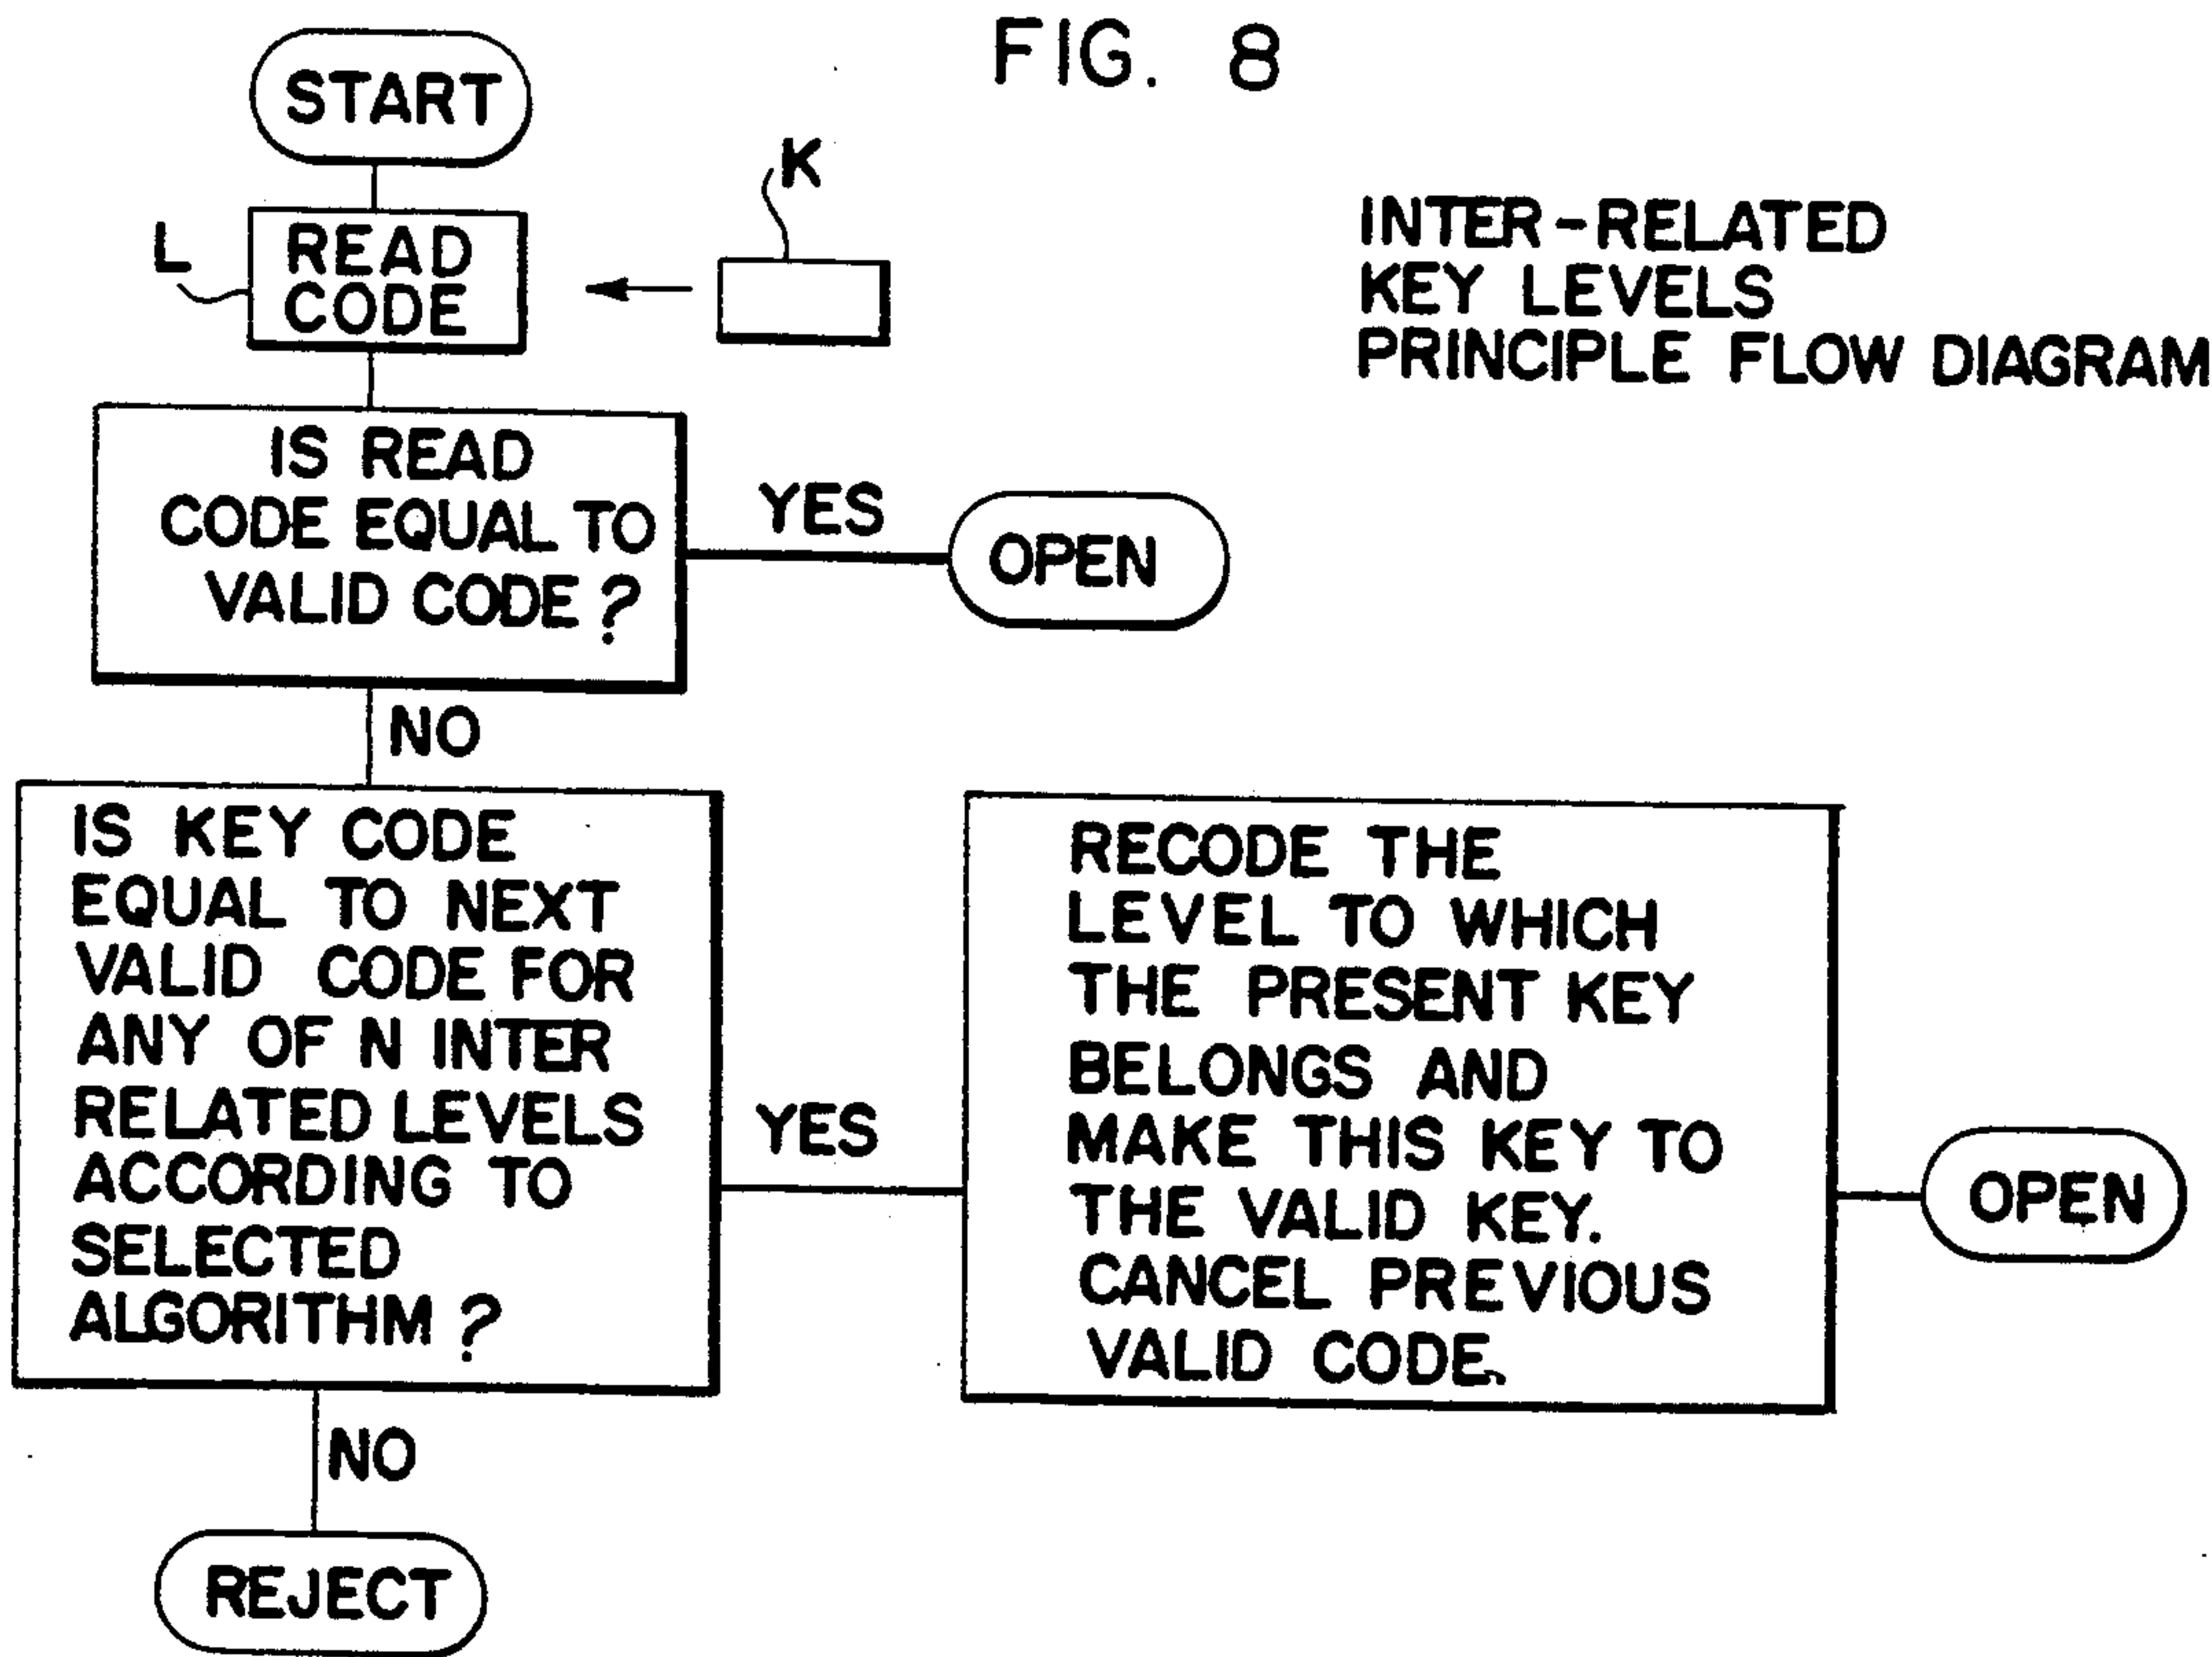 FIG. 8
START
K
L
READ
CODE
INTER-RELATED
KEY LEVELS
PRINCIPLE FLOW DIAGRAM
IS READ
CODE EQUAL TO
VALID CODE?
YES
OPEN
NO
IS KEY CODE
EQUAL TO NEXT
VALID CODE FOR
ANY OF N INTER
RELATED LEVELS
ACCORDING TO
SELECTED
ALGORITHM?
YES
RECODE THE
LEVEL TO WHICH
THE PRESENT KEY
BELONGS AND
MAKE THIS KEY TO
THE VALID KEY.
CANCEL PREVIOUS
VALID CODE.
OPEN
NO
REJECT